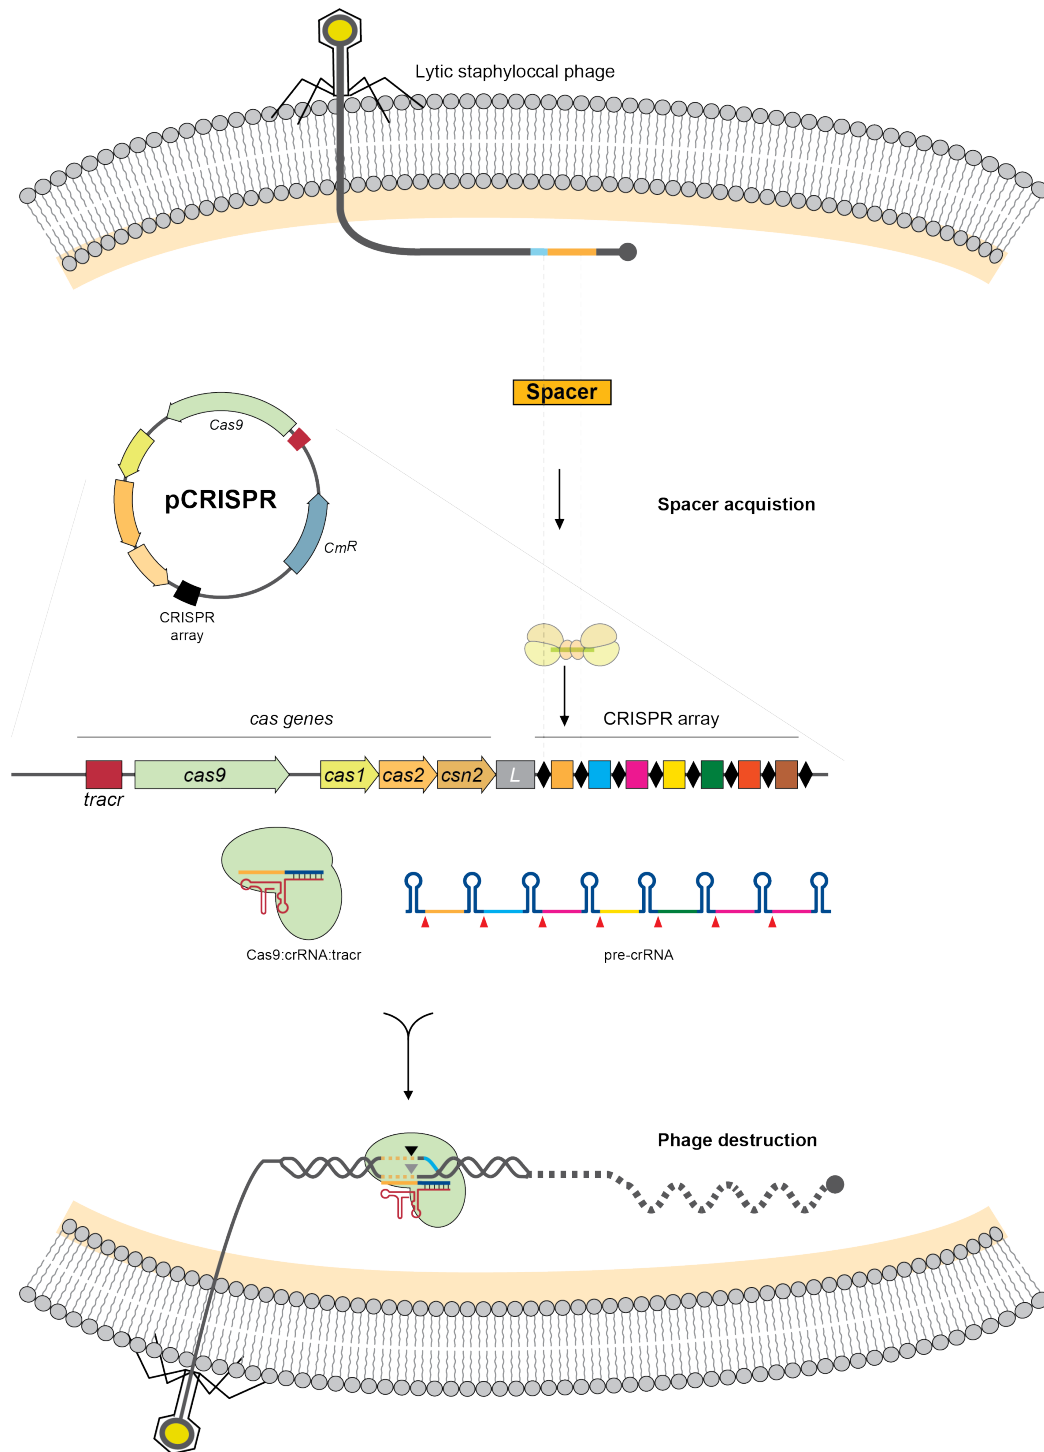 Lytic staphyloccal phage
Spacer
Cas9
pCRISPR
CmR
CRISPR
array
Spacer acquistion
cas genes
CRISPR array
cas9
cas1
cas2
csn2
L
tracr
Cas9:crRNA:tracr
pre-crRNA
Phage destruction